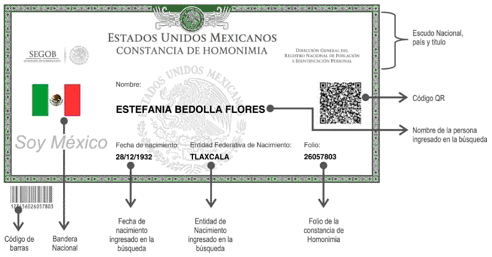 ESTADOS UNIDOS MEXICANOS
CONSTANCIA DE HOMONIMIA
SEGOB
DIRECCIÓN GENERAL DEL
REGISTRO NACIONAL DE POBLACIÓN
E IDENTIFICACIÓN PERSONAL
Escudo Nacional,
país y título
ESTADOS UNIDOS MEXICANOS
Nombre:
Código QR
ESTEFANIA BEDOLLA FLORES
Nombre de la persona
ingresado en la búsqueda
Soy México
Fecha de nacimiento: Entidad Federativa de Nacimiento: Folio:
28/12/1932 TLAXCALA 26057803
Código de
barras
Bandera
Nacional
Fecha de
nacimiento
ingresado en la
búsqueda
Entidad de
Nacimiento
ingresado en la
búsqueda
Folio de la
constancia de
Homonimia